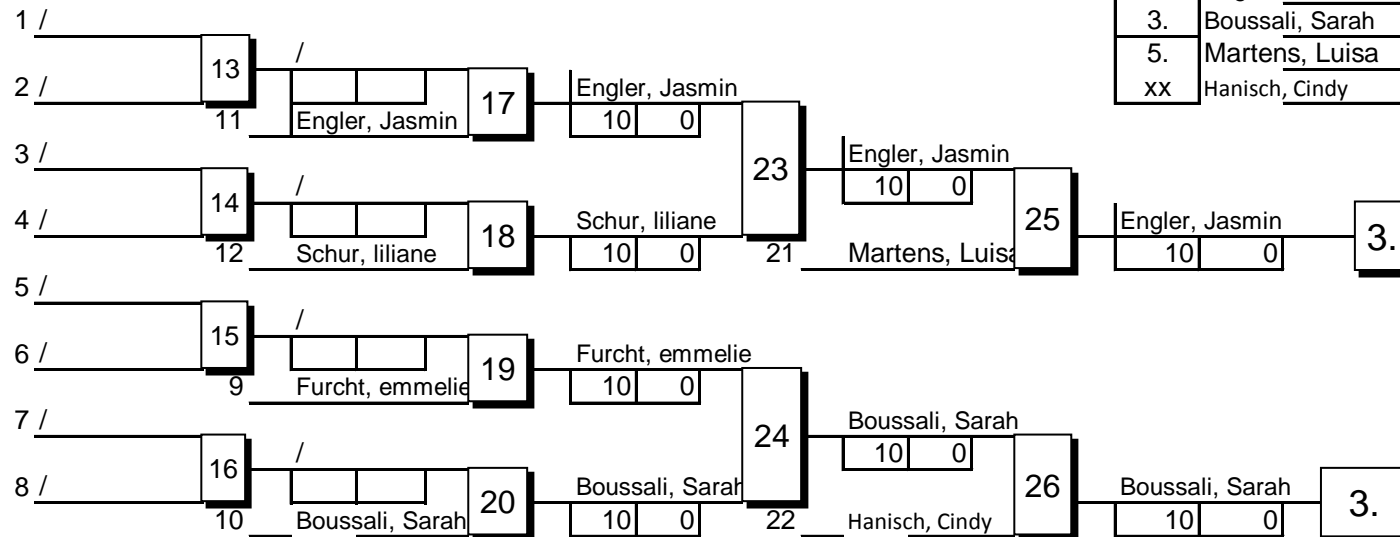 1 /
3. Boussali, Sarah
13 /
5. Martens, Luisa
2 /
17 Engler, Jasmin
xx Hanisch, Cindy
11 Engler, Jasmin
10 0
3 /
23 Engler, Jasmin
14 /
10 0
4 /
18 Schur, liliane
25 Engler, Jasmin
3.
12 Schur, liliane
10 0
21 Martens, Luisa
10 0
5 /
15 /
6 /
19 Furcht, emmelie
9 Furcht, emmelie
10 0
7 /
24 Boussali, Sarah
16 /
10 0
8 /
20 Boussali, Sarah
26 Boussali, Sarah
3.
10 Boussali, Sarah
10 0
22 Hanisch, Cindy
10 0